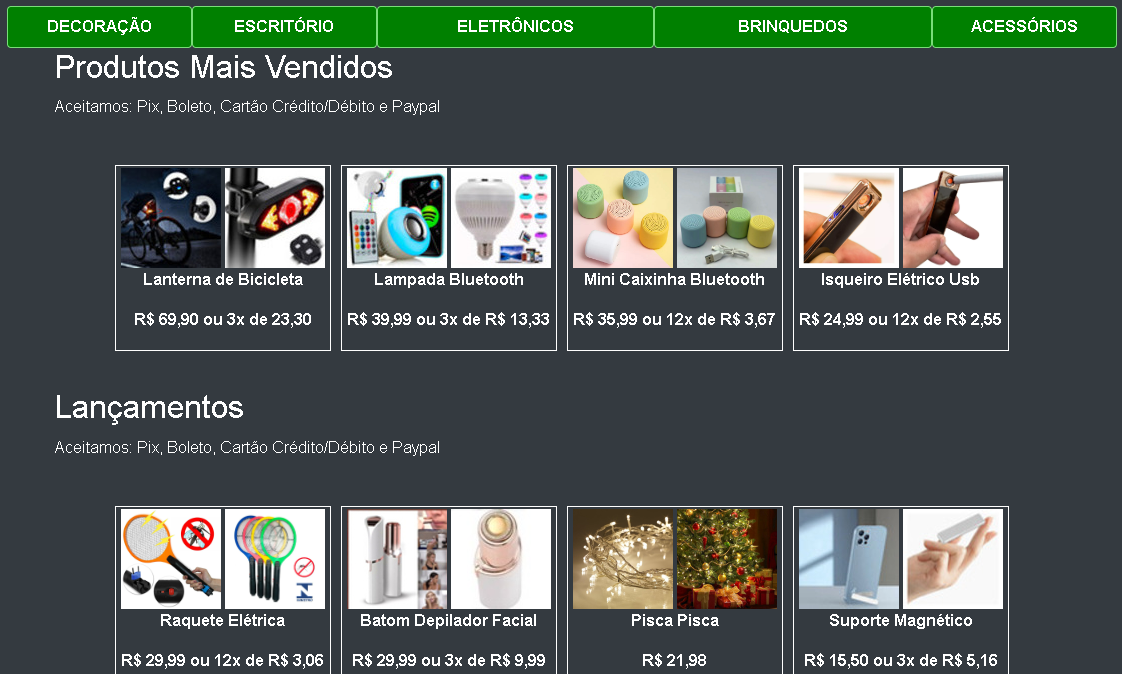 DECORAÇÃO ESCRITÓRIO ELETRÔNICOS BRINQUEDOS ACESSÓRIOS
Produtos Mais Vendidos
Aceitamos: Pix, Boleto, Cartão Crédito/Débito e Paypal
Lanterna de Bicicleta Lampada Bluetooth Mini Caixinha Bluetooth Isqueiro Elétrico Usb
R$ 69,90 ou 3x de 23,30 R$ 39,99 ou 3x de R$ 13,33 R$ 35,99 ou 12x de R$ 3,67 R$ 24,99 ou 12x de R$ 2,55
Lançamentos
Aceitamos: Pix, Boleto, Cartão Crédito/Débito e Paypal
Raquete Elétrica Batom Depilador Facial Pisca Pisca Suporte Magnético
R$ 29,99 ou 12x de R$ 3,06 R$ 29,99 ou 3x de R$ 9,99 R$ 21,98 R$ 15,50 ou 3x de R$ 5,16